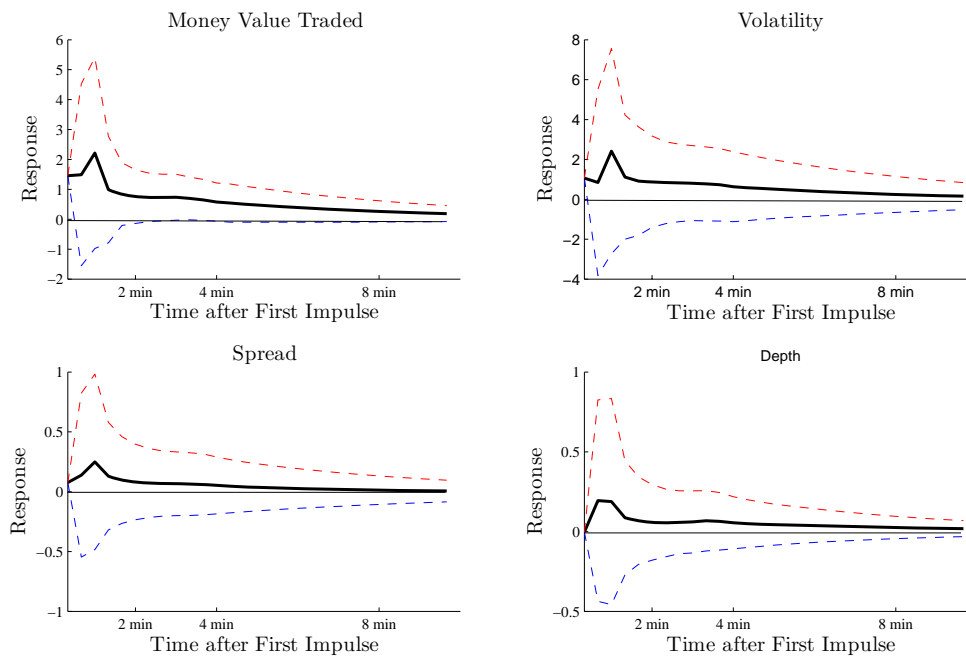 Money Value Traded
6
5
4
3
2
1
0
−1
−2
Response
2 min 4 min 8 min
Time after First Impulse
Volatility
8
6
4
2
0
−2
−4
Response
2 min 4 min 8 min
Time after First Impulse
Spread
1
0.5
0
−0.5
−1
Response
2 min 4 min 8 min
Time after First Impulse
Depth
1
0.5
0
−0.5
Response
2 min 4 min 8 min
Time after First Impulse